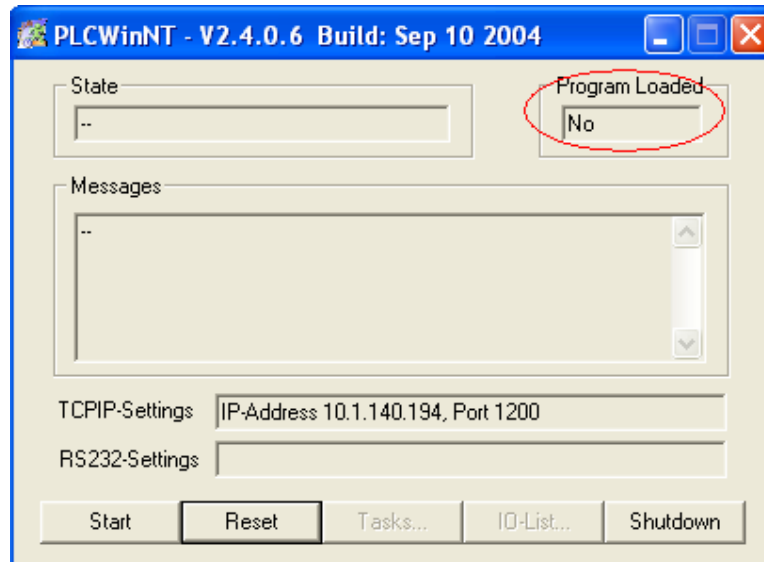 PLCWinNT - V2.4.0.6 Build: Sep 10 2004
State
--
Program Loaded
No
Messages
--
TCPIP-Settings
IP-Address 10.1.140.194, Port 1200
RS232-Settings
Start
Reset
Tasks...
IO-List...
Shutdown